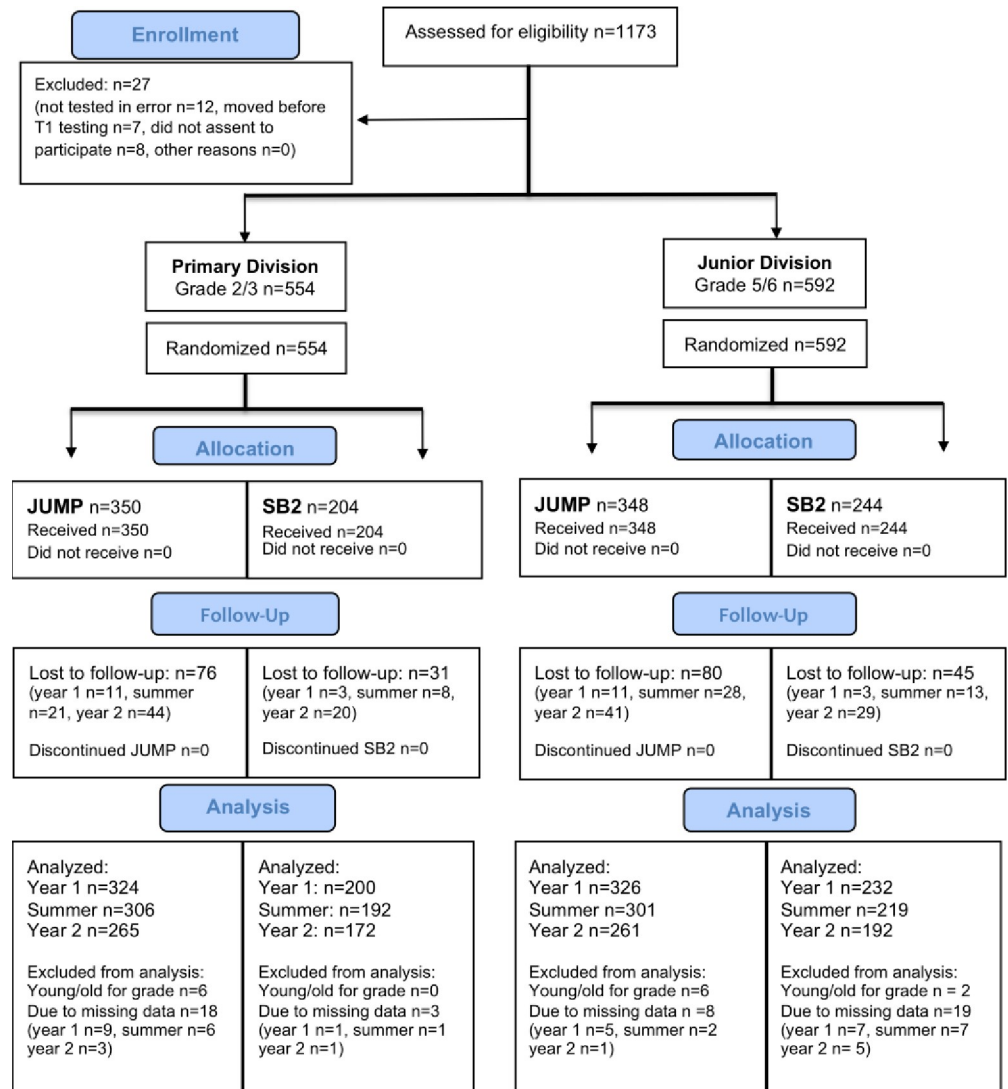 Enrollment
Assessed for eligibility n=1173
Excluded: n=27
(not tested in error n=12, moved before
T1 testing n=7, did not assent to
participate n=8, other reasons n=0)
Primary Division
Grade 2/3 n=554
Junior Division
Grade 5/6 n=592
Randomized n=554
Randomized n=592
Allocation
Allocation
JUMP n=350
Received n=350
Did not receive n=0
SB2 n=204
Received n=204
Did not receive n=0
JUMP n=348
Received n=348
Did not receive n=0
SB2 n=244
Received n=244
Did not receive n=0
Follow-Up
Follow-Up
Lost to follow-up: n=76
(year 1 n=11, summer
n=21, year 2 n=44)
Discontinued JUMP n=0
Lost to follow-up: n=31
(year 1 n=3, summer n=8,
year 2 n=20)
Discontinued SB2 n=0
Lost to follow-up: n=80
(year 1 n=11, summer n=28,
year 2 n=41)
Discontinued JUMP n=0
Lost to follow-up: n=45
(year 1 n=3, summer n=13,
year 2 n=29)
Discontinued SB2 n=0
Analysis
Analysis
Analyzed:
Year 1 n=324
Summer n=306
Year 2 n=265
Excluded from analysis:
Young/old for grade n=6
Due to missing data n=18
(year 1 n=9, summer n=6
year 2 n=3)
Analyzed:
Year 1: n=200
Summer: n=192
Year 2: n=172
Excluded from analysis:
Young/old for grade n=0
Due to missing data n=3
(year 1 n=1, summer n=1
year 2 n=1)
Analyzed:
Year 1 n=326
Summer n=301
Year 2 n=261
Excluded from analysis:
Young/old for grade n=6
Due to missing data n =8
(year 1 n=5, summer n=2
year 2 n=1)
Analyzed:
Year 1 n=232
Summer n=219
Year 2 n=192
Excluded from analysis:
Young/old for grade n = 2
Due to missing data n=19
(year 1 n=7, summer n=7
year 2 n= 5)